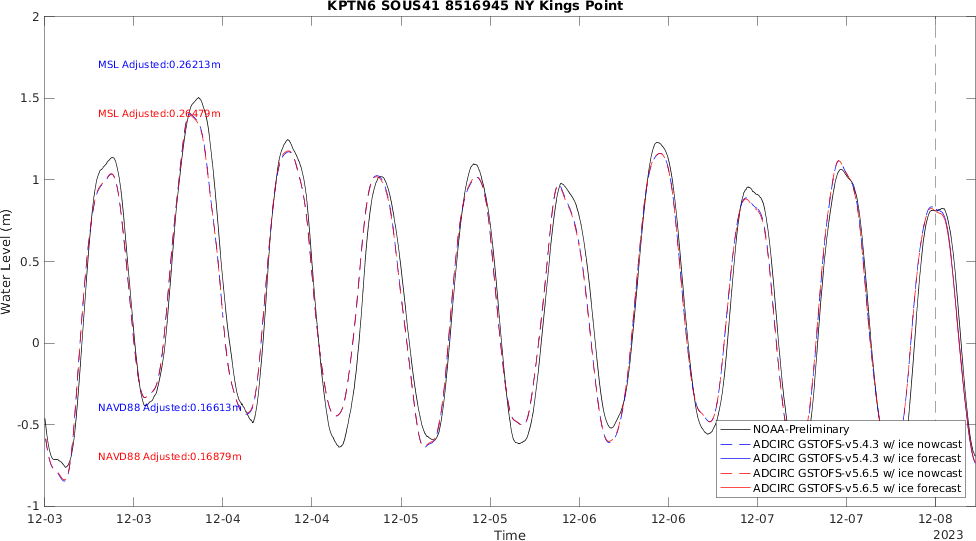 KPTN6 SOUS41 8516945 NY Kings Point
2
MSL Adjusted:0.26213m
1.5
MSL Adjusted:0.26479m
1
0.5
Water Level (m)
0
NAVD88 Adjusted:0.16613m
-0.5
NAVD88 Adjusted:0.16879m
NOAA-Preliminary
ADCIRC GSTOFS-v5.4.3 w/ ice nowcast
ADCIRC GSTOFS-v5.4.3 w/ ice forecast
ADCIRC GSTOFS-v5.6.5 w/ ice nowcast
ADCIRC GSTOFS-v5.6.5 w/ ice forecast
-1
12-03 12-03 12-04 12-04 12-05 12-05 12-06 12-06 12-07 12-07 12-08
Time
2023